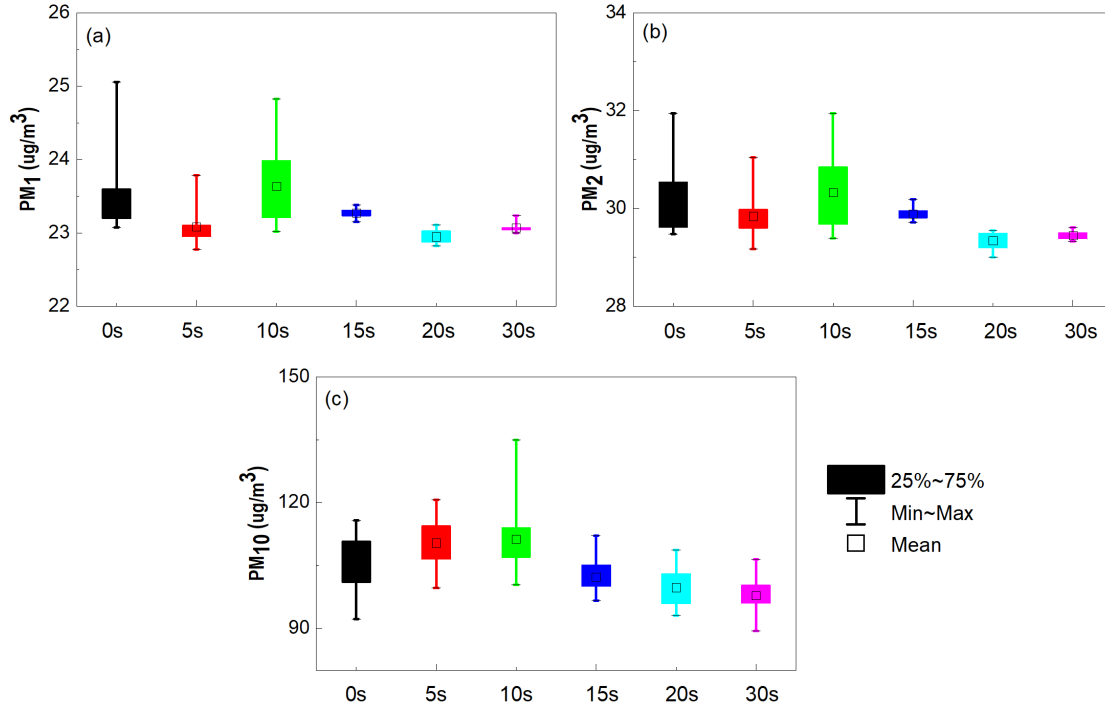 (a)
PM1 (ug/m3)
26
25
24
23
22
0s 5s 10s 15s 20s 30s
(b)
PM2 (ug/m3)
34
32
30
28
0s 5s 10s 15s 20s 30s
(c)
PM10 (ug/m3)
150
120
90
0s 5s 10s 15s 20s 30s
25%~75%
Min~Max
Mean